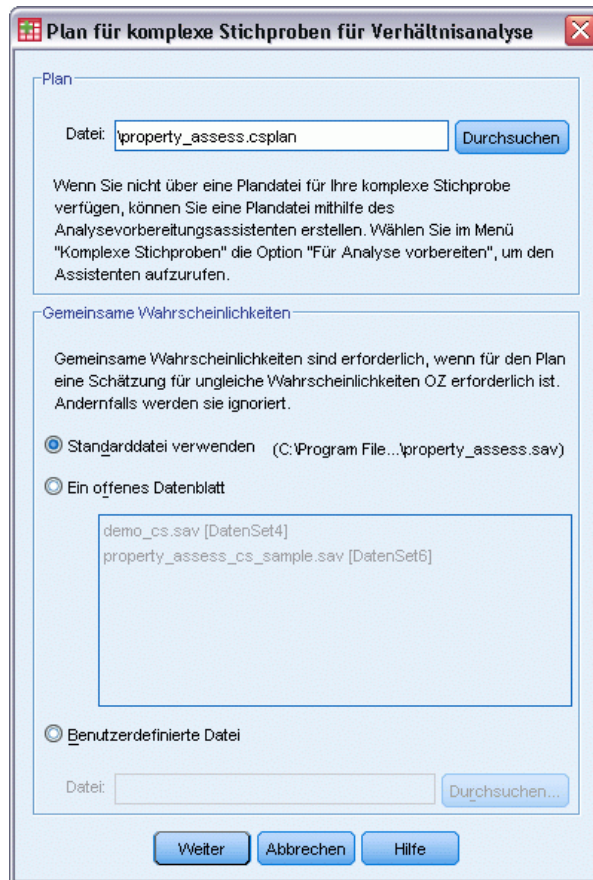 Plan für komplexe Stichproben für Verhältnisanalyse
Plan
Datei: \property_assess.csplan Durchsuchen
Wenn Sie nicht über eine Plandatei für Ihre komplexe Stichprobe
verfügen, können Sie eine Plandatei mithilfe des
Analysevorbereitungsassistenten erstellen. Wählen Sie im Menü
"Komplexe Stichproben" die Option "Für Analyse vorbereiten", um den
Assistenten aufzurufen.
Gemeinsame Wahrscheinlichkeiten
Gemeinsame Wahrscheinlichkeiten sind erforderlich, wenn für den Plan
eine Schätzung für ungleiche Wahrscheinlichkeiten OZ erforderlich ist.
Andernfalls werden sie ignoriert.
Standarddatei verwenden (C:\Program File...\property_assess.sav)
Ein offenes Datenblatt
demo_cs.sav [DatenSet4]
property_assess_cs_sample.sav [DatenSet6]
Benutzerdefinierte Datei
Datei: Durchsuchen...
Weiter Abbrechen Hilfe